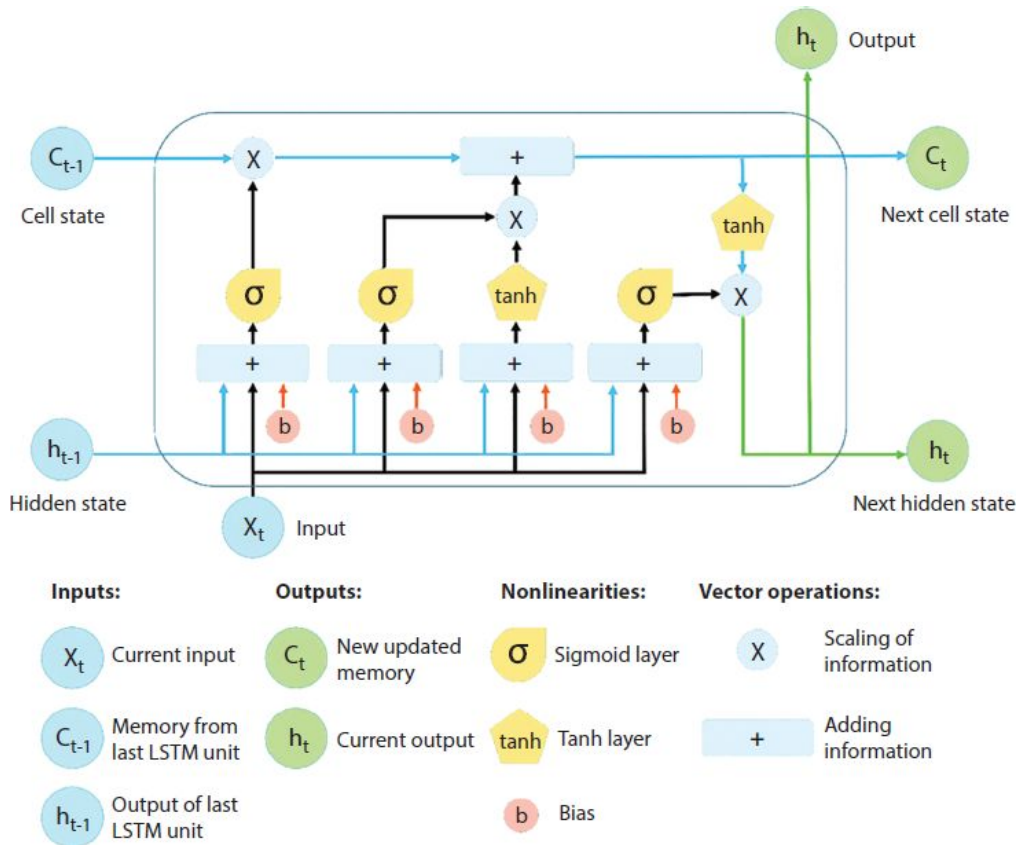 hₜ Output
Cₜ₋₁ X + Cₜ
Cell state Next cell state
X tanh
σ σ tanh σ X
+ + + +
b b b b
hₜ₋₁ hₜ
Hidden state Next hidden state
Xₜ Input
Inputs: Outputs: Nonlinearities: Vector operations:
Xₜ Current input
Cₜ New updated
memory
σ Sigmoid layer
X Scaling of
information
Cₜ₋₁ Memory from
last LSTM unit
hₜ Current output
tanh Tanh layer
+ Adding
information
hₜ₋₁ Output of last
LSTM unit
b Bias